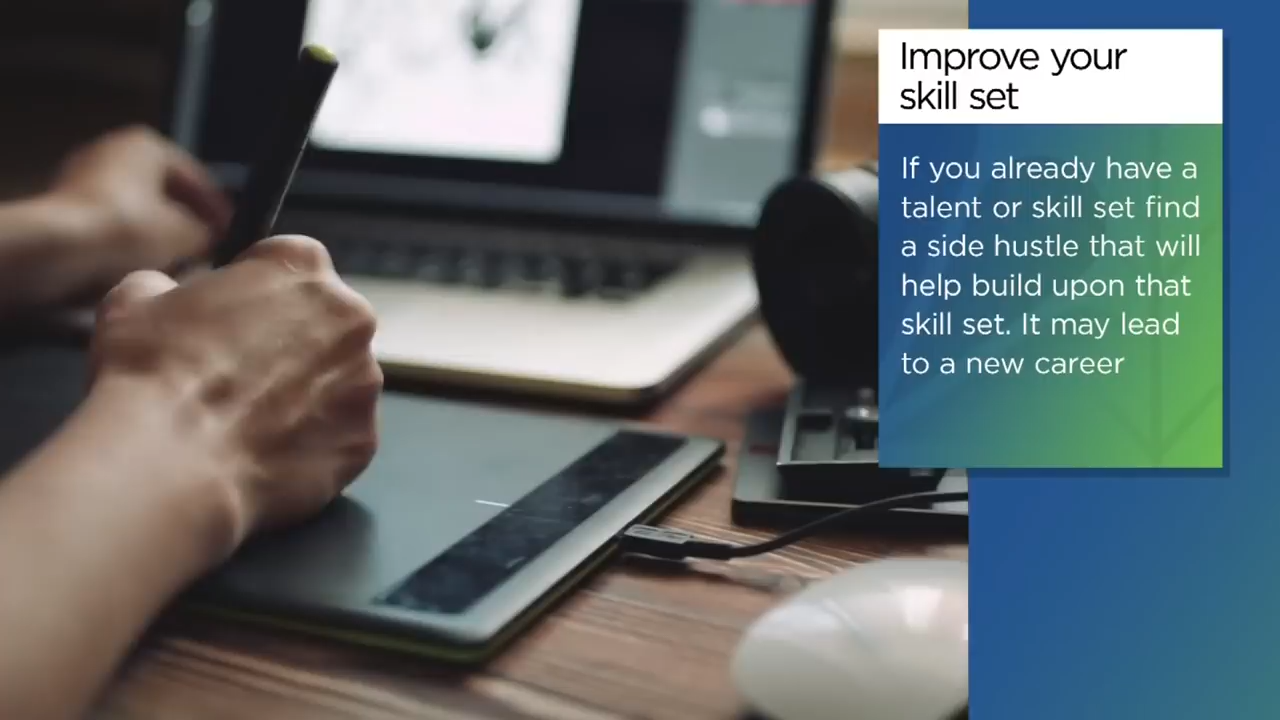 Improve your
skill set
If you already have a
talent or skill set find
a side hustle that will
help build upon that
skill set. It may lead
to a new career